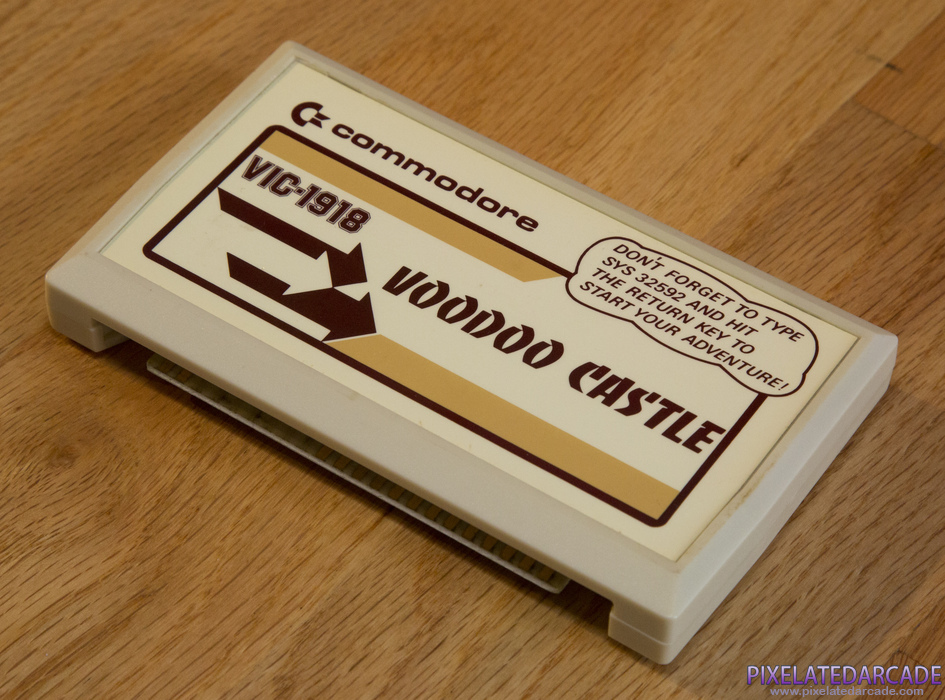 commodore
VIC-1918
VOODOO CASTLE
DON'T FORGET TO TYPE
SYS 32592 AND HIT
THE RETURN KEY TO
START YOUR ADVENTURE!
PIXELATEDARCADE
www.pixelatedarcade.com